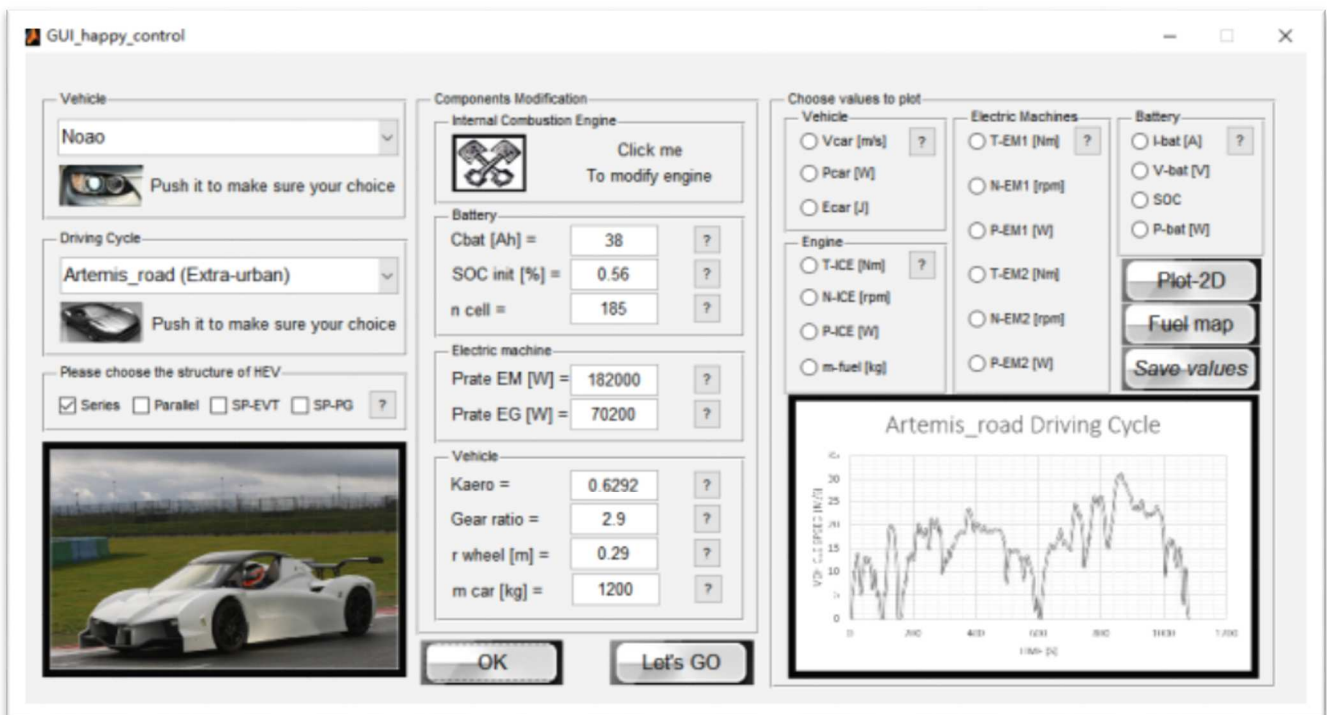 GUI_happy_control
Vehicle
Noao
Push it to make sure your choice
Driving Cycle
Artemis_road (Extra-urban)
Push it to make sure your choice
Please choose the structure of HEV
Series Parallel SP-EVT SP-PG ?
Components Modification
Internal Combustion Engine
Click me
To modify engine
Battery
Cbat [Ah] = 38 ?
SOC init [%] = 0.56 ?
n cell = 185 ?
Electric machine
Prate EM [W] = 182000 ?
Prate EG [W] = 70200 ?
Vehicle
Kaero = 0.6292 ?
Gear ratio = 2.9 ?
r wheel [m] = 0.29 ?
m car [kg] = 1200 ?
OK
Let's GO
Choose values to plot
Vehicle
Vcar [m/s] ?
Pcar [W]
Ecar [J]
Engine
T-ICE [Nm] ?
N-ICE [rpm]
P-ICE [W]
m-fuel [kg]
Electric Machines
T-EM1 [Nm] ?
N-EM1 [rpm]
P-EM1 [W]
T-EM2 [Nm]
N-EM2 [rpm]
P-EM2 [W]
Battery
I-bat [A] ?
V-bat [V]
SOC
P-bat [W]
Plot-2D
Fuel map
Save values
Artemis_road Driving Cycle
30
25
20
15
10
0
0 200 400 600 800 1000
TIME [S]